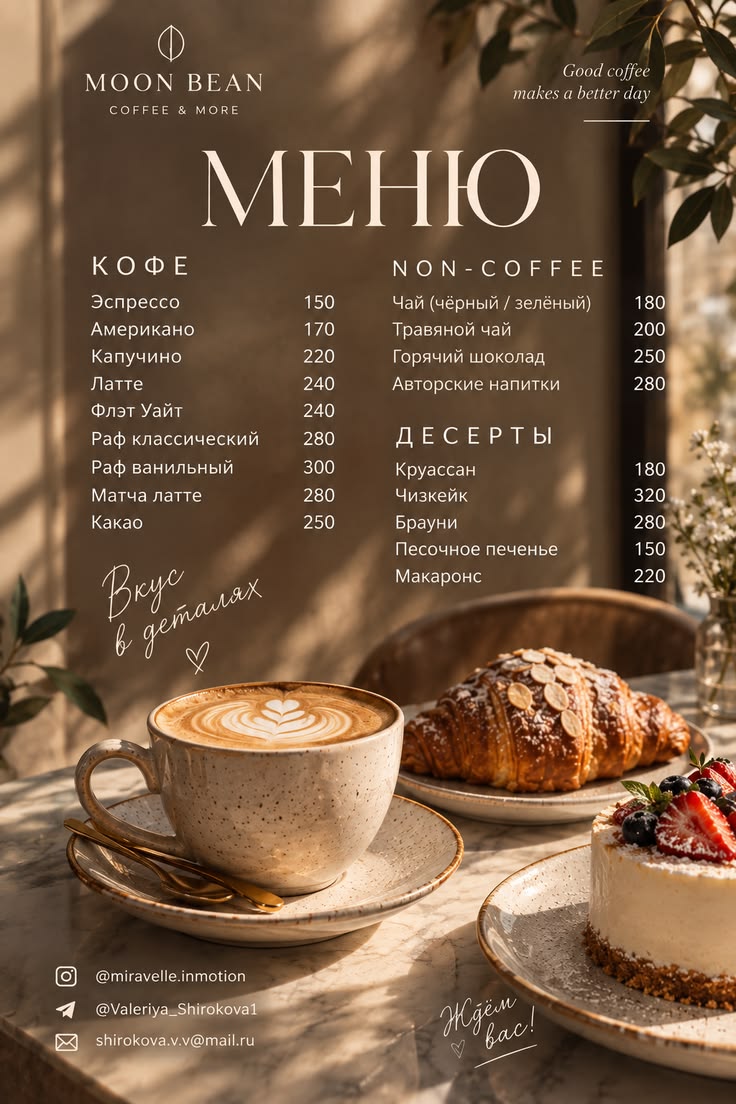 MOON BEAN
COFFEE & MORE
Good coffee
makes a better day
МЕНЮ
КОФЕ
Эспрессо 150
Американо 170
Капучино 220
Латте 240
Флэт Уайт 240
Раф классический 280
Раф ванильный 300
Матча латте 280
Какао 250
Вкус
в деталях
NON-COFFEE
Чай (чёрный / зелёный) 180
Травяной чай 200
Горячий шоколад 250
Авторские напитки 280
ДЕСЕРТЫ
Круассан 180
Чизкейк 320
Брауни 280
Песочное печенье 150
Макаронс 220
@miravelle.inmotion
@Valeriya_Shirokova1
shirokova.v.v@mail.ru
Ждём
вас!